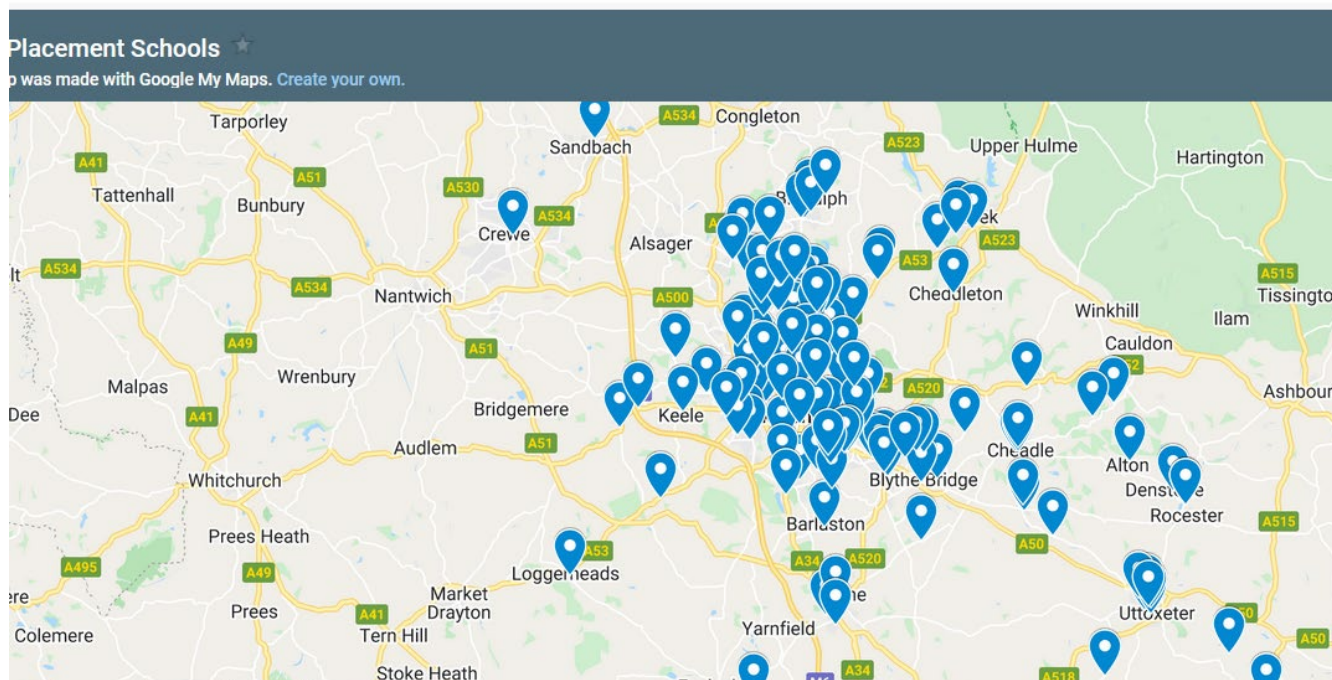 Placement Schools
p was made with Google My Maps. Create your own.
Tarporley
A534
Congleton
Sandbach
A523
Upper Hulme
Hartington
A41
A51
A530
Tattenhall
Bunbury
A534
Crewe
Alsager
A523
A53
A534
A534
A515
Nantwich
A500
Cheddleton
Tissingto
Winkhill
Ilam
A49
A51
Cauldon
Wrenbury
Malpas
A520
Ashbour
Dee
A41
Bridgemere
Keele
Audlem
A51
Cheadle
Alton
Whitchurch
Blythe Bridge
Rocester
Barlaston
A515
Prees Heath
A50
A495
A49
A53
A34
A520
Loggerheads
Market
Drayton
Prees
A41
Uttoxeter
Colemere
Tern Hill
Yarnfield
A50
Stoke Heath
M6
A34
A518